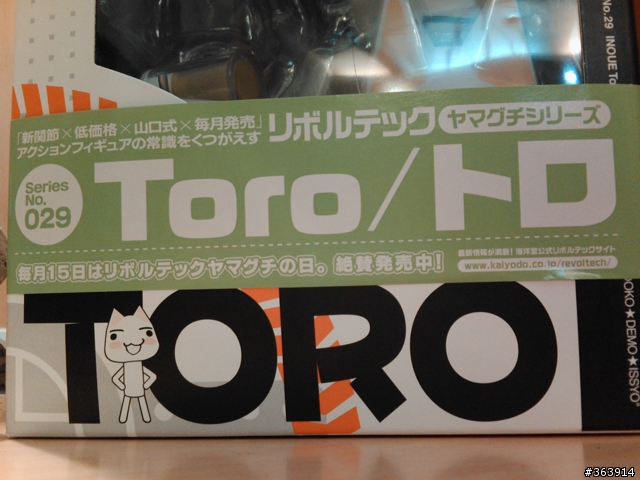 「新関節×低価格×山口式×毎月発売」
アクションフィギュアの常識をくつがえす
リボルテック ヤマグチシリーズ
Series
No.
029
Toro/トロ
毎月15日はリボルテックヤマグチの日。絶賛発売中!
最新情報が満載! 海洋堂公式リボルテックサイト
www.kaiyodo.co.jp/revoltech/
TORO
No.29 INOUE To
OKO★DEMO★ISSYO
#363914